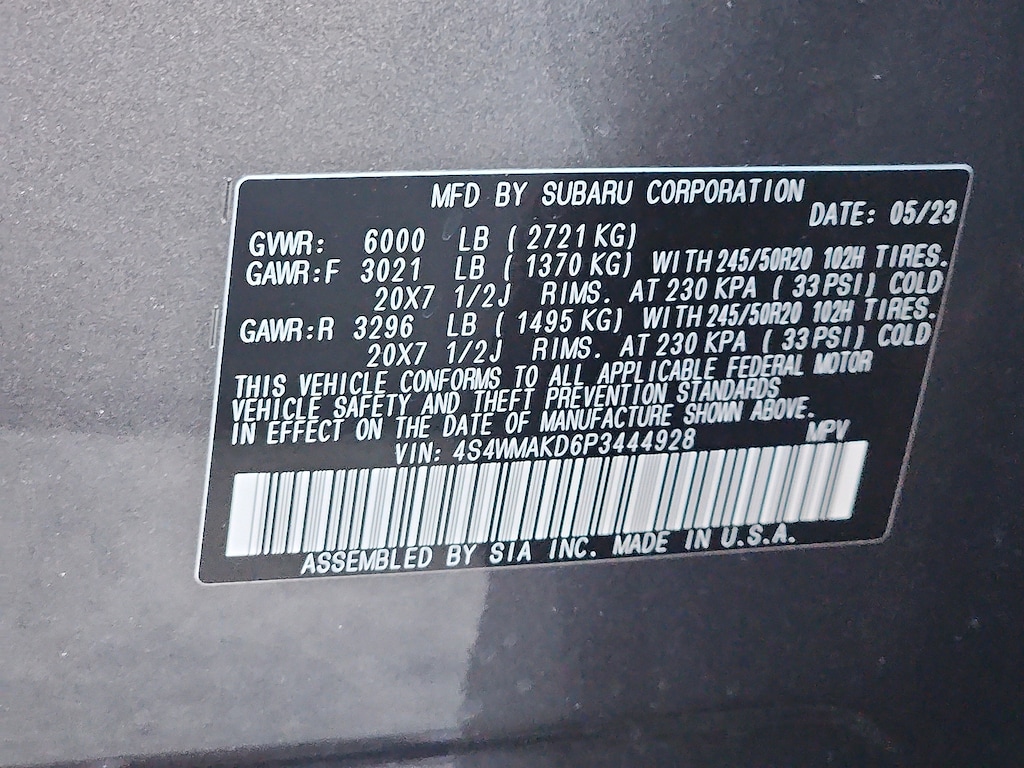 MFD BY SUBARU CORPORATION
DATE: 05/23
GVWR: 6000 LB (2721 KG)
GAWR:F 3021 LB (1370 KG) WITH 245/50R20 102H TIRES.
20X7 1/2J RIMS. AT 230 KPA (33 PSI) COLD
GAWR:R 3296 LB (1495 KG) WITH 245/50R20 102H TIRES.
20X7 1/2J RIMS. AT 230 KPA (33 PSI) COLD
THIS VEHICLE CONFORMS TO ALL APPLICABLE FEDERAL MOTOR
VEHICLE SAFETY AND THEFT PREVENTION STANDARDS
IN EFFECT ON THE DATE OF MANUFACTURE SHOWN ABOVE.
VIN: 4S4WMAKD6P3444928 MPV
ASSEMBLED BY SIA INC. MADE IN U.S.A.